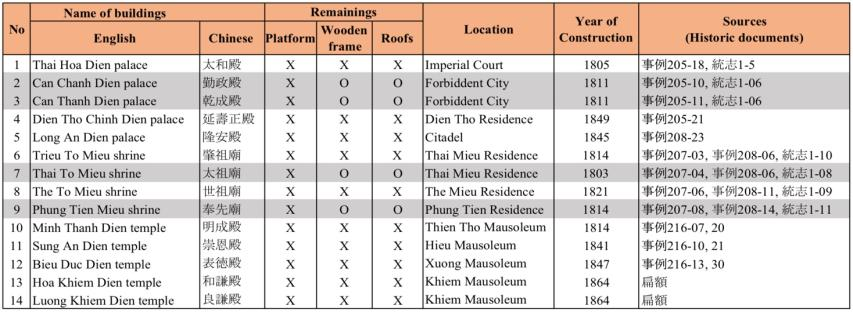 No Name of buildings Remainings Location Year of Construction Sources (Historic documents)
English Chinese Platform Wooden frame Roofs
1 Thai Hoa Dien palace 太和殿 X X X Imperial Court 1805 事例205-18, 統志1-5
2 Can Chanh Dien palace 勤政殿 X O O Forbiddent City 1811 事例205-10, 統志1-06
3 Can Thanh Dien palace 乾成殿 X O O Forbiddent City 1811 事例205-11, 統志1-06
4 Dien Tho Chinh Dien palace 延壽正殿 X X X Dien Tho Residence 1849 事例205-21
5 Long An Dien palace 隆安殿 X X X Citadel 1845 事例208-23
6 Trieu To Mieu shrine 肇祖廟 X X X Thai Mieu Residence 1814 事例207-03, 事例208-06, 統志1-10
7 Thai To Mieu shrine 太祖廟 X O O Thai Mieu Residence 1803 事例207-04, 事例208-06, 統志1-08
8 The To Mieu shrine 世祖廟 X X X The Mieu Residence 1821 事例207-06, 事例208-11, 統志1-09
9 Phung Tien Mieu shrine 奉先廟 X O O Phung Tien Residence 1814 事例207-08, 事例208-14, 統志1-11
10 Minh Thanh Dien temple 明成殿 X X X Thien Tho Mausoleum 1814 事例216-07, 20
11 Sung An Dien temple 崇恩殿 X X X Hieu Mausoleum 1841 事例216-10, 21
12 Bieu Duc Dien temple 表徳殿 X X X Xuong Mausoleum 1847 事例216-13, 30
13 Hoa Khiem Dien temple 和謙殿 X X X Khiem Mausoleum 1864 扁額
14 Luong Khiem Dien temple 良謙殿 X X X Khiem Mausoleum 1864 扁額